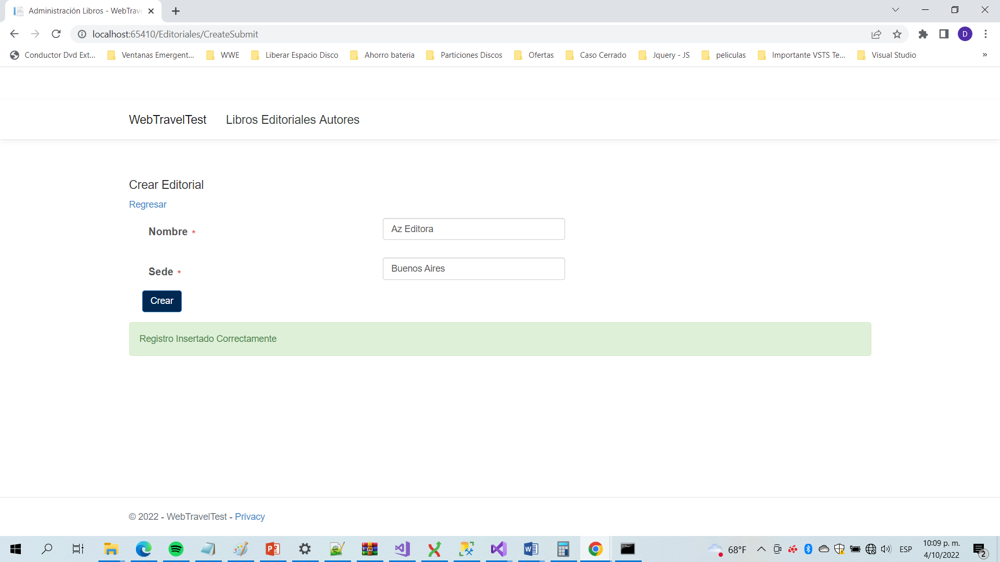 Administración Libros - WebTrave
localhost:65410/Editoriales/CreateSubmit
D
Conductor Dvd Ext... Ventanas Emergent... WWE Liberar Espacio Disco Ahorro bateria Particiones Discos Ofertas Caso Cerrado Jquery - JS peliculas Importante VSTS Te... Visual Studio »
WebTravelTest Libros Editoriales Autores
Crear Editorial
Regresar
Nombre * Az Editora
Sede * Buenos Aires
Crear
Registro Insertado Correctamente
© 2022 - WebTravelTest - Privacy
68°F ESP 10:09 p. m.
4/10/2022 2